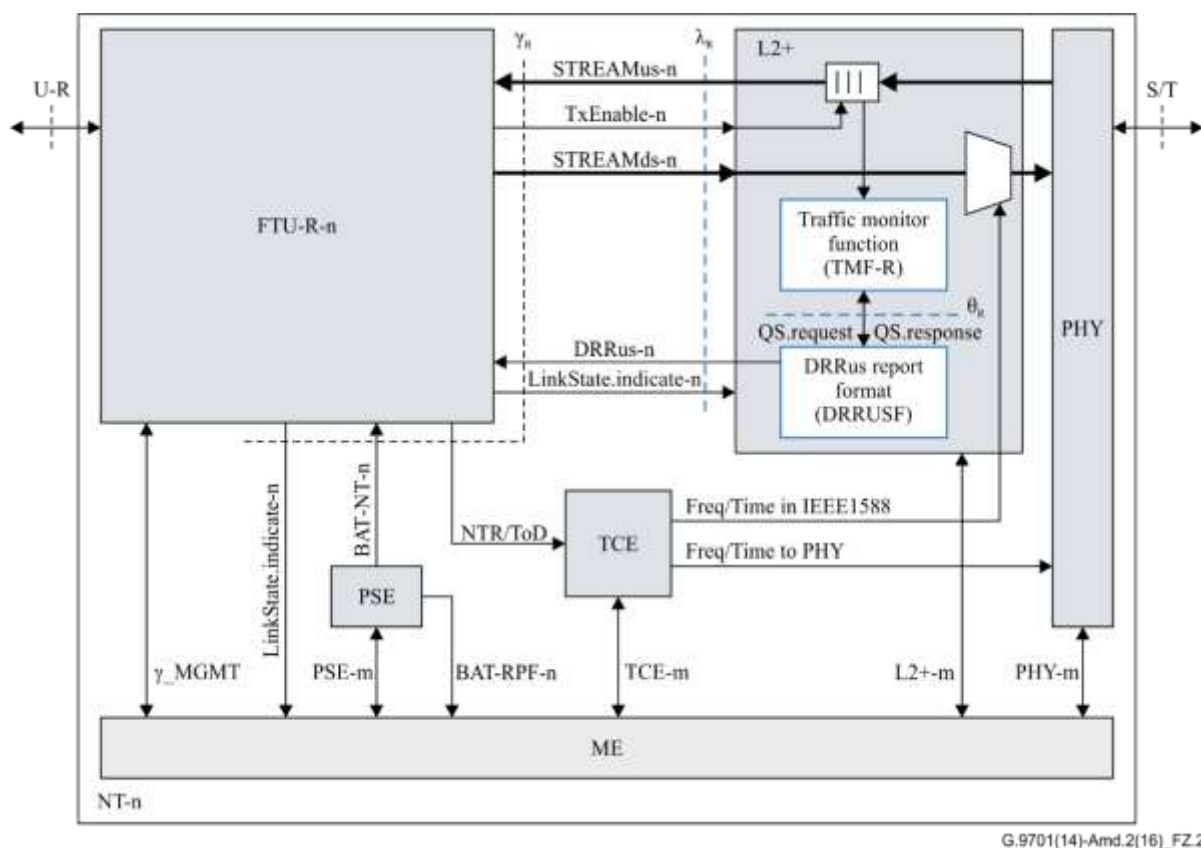 γR
λR
L2+
STREAMus-n
U-R
S/T
TxEnable-n
STREAMds-n
FTU-R-n
Traffic monitor
function
(TMF-R)
θR
PHY
QS.request
QS.response
DRRus-n
DRRus report
format
(DRRUSF)
LinkState.indicate-n
LinkState.indicate-n
BAT-NT-n
NTR/ToD
TCE
Freq/Time in IEEE1588
Freq/Time to PHY
PSE
γ_MGMT
PSE-m
BAT-RPF-n
TCE-m
L2+-m
PHY-m
ME
NT-n
G.9701(14)-Amd.2(16)_FZ.2